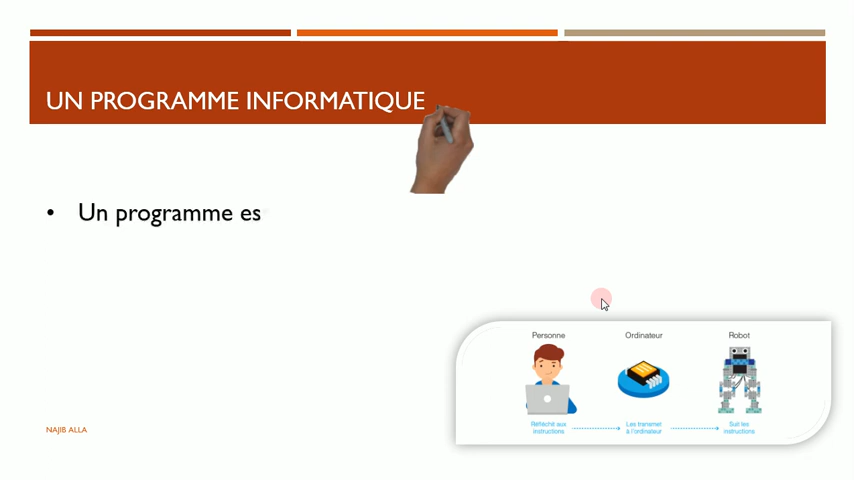 UN PROGRAMME INFORMATIQUE
• Un programme es
Personne Ordinateur Robot
Réfléchit aux Les transmet Suit les
instructions à l'ordinateur instructions
NAJIB ALLA